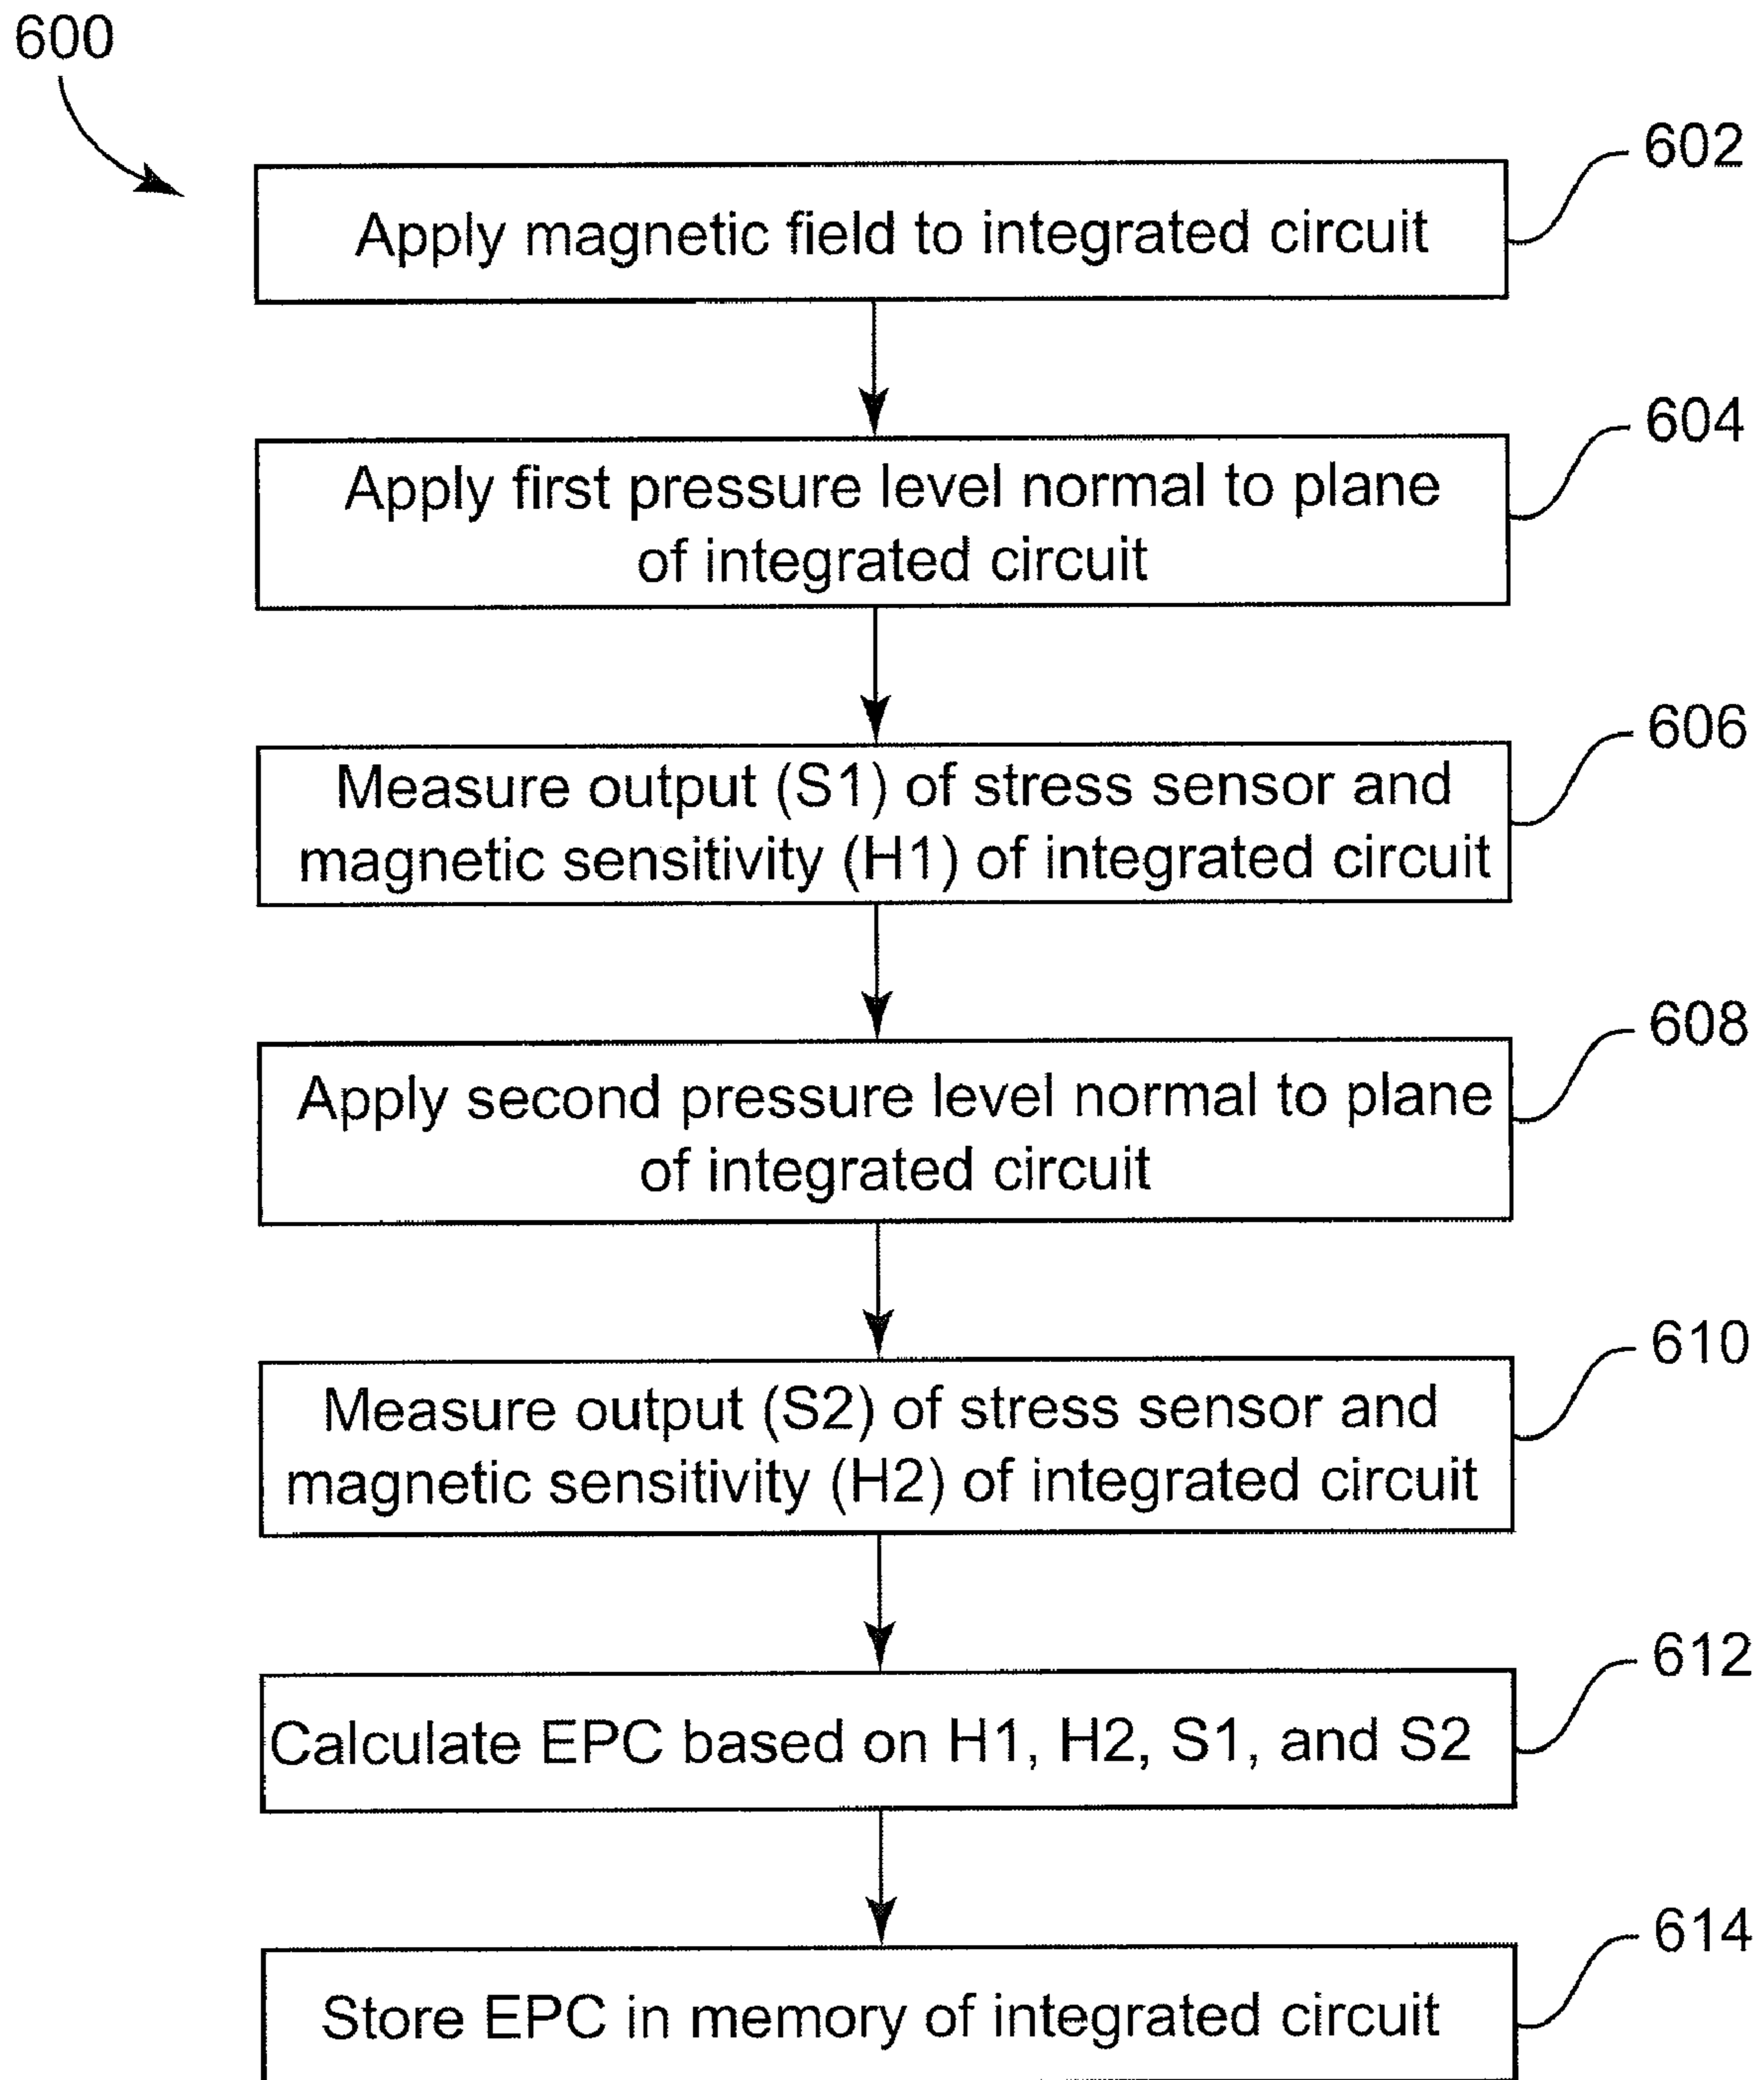 600
602
Apply magnetic field to integrated circuit
604
Apply first pressure level normal to plane
of integrated circuit
606
Measure output (S1) of stress sensor and
magnetic sensitivity (H1) of integrated circuit
608
Apply second pressure level normal to plane
of integrated circuit
610
Measure output (S2) of stress sensor and
magnetic sensitivity (H2) of integrated circuit
612
Calculate EPC based on H1, H2, S1, and S2
614
Store EPC in memory of integrated circuit